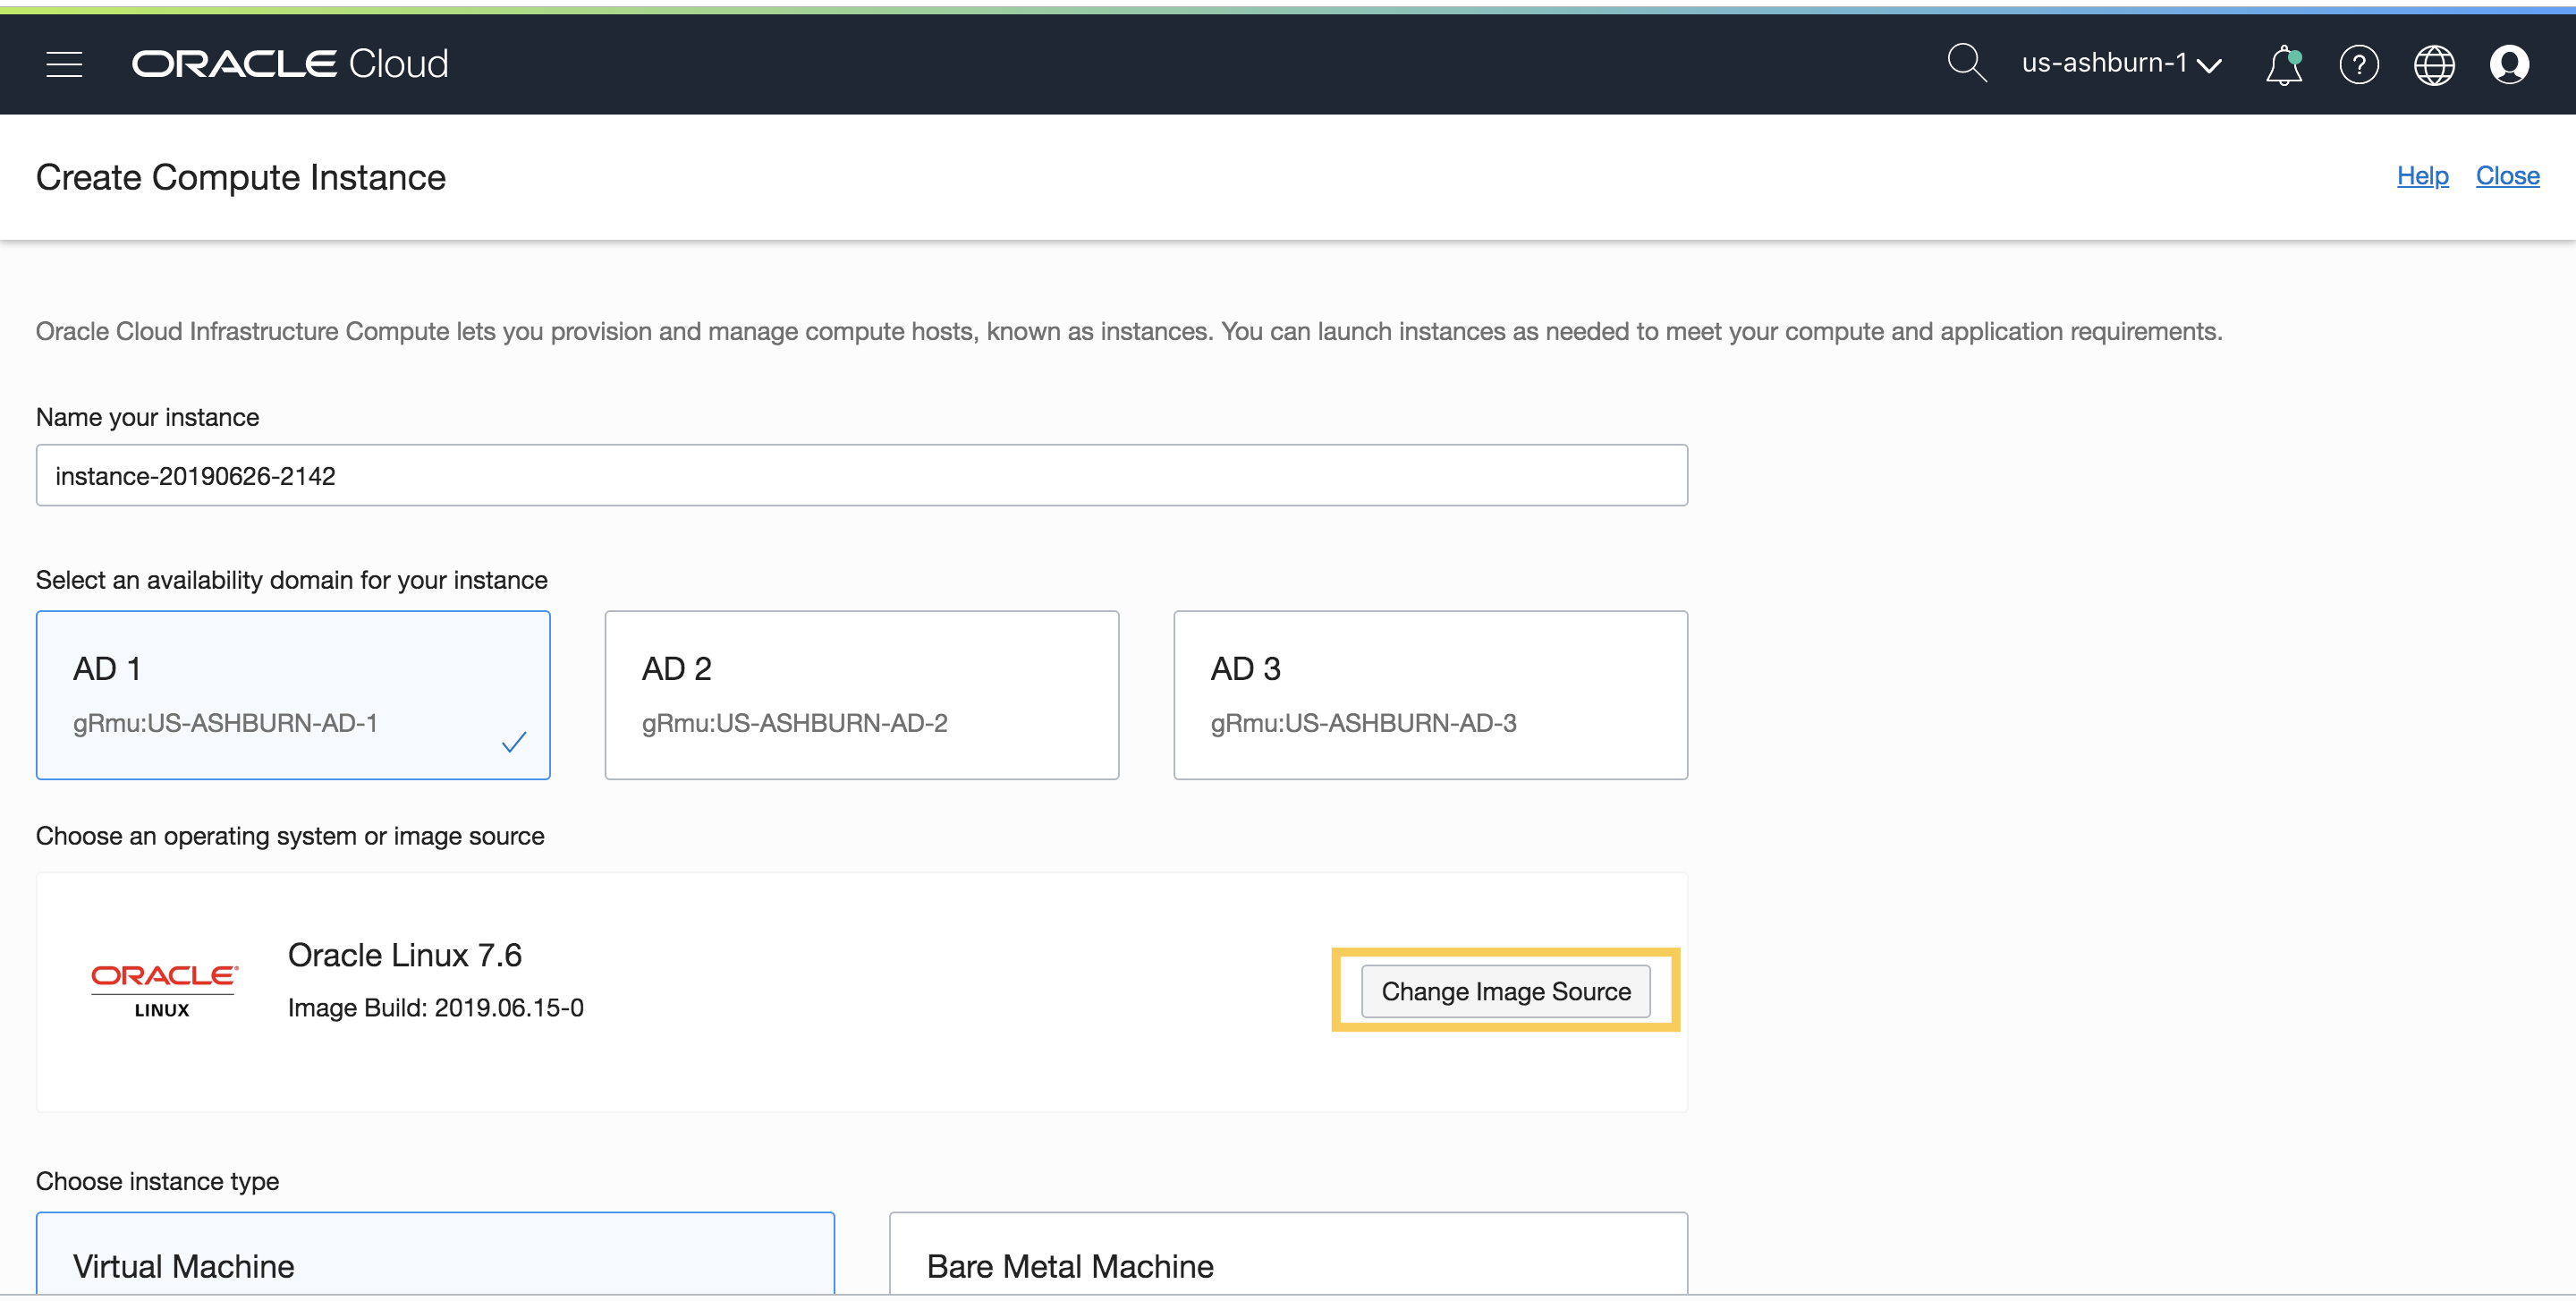 ORACLE Cloud
us-ashburn-1
?
Create Compute Instance
Help Close
Oracle Cloud Infrastructure Compute lets you provision and manage compute hosts, known as instances. You can launch instances as needed to meet your compute and application requirements.
Name your instance
instance-20190626-2142
Select an availability domain for your instance
AD 1
gRmu:US-ASHBURN-AD-1
AD 2
gRmu:US-ASHBURN-AD-2
AD 3
gRmu:US-ASHBURN-AD-3
Choose an operating system or image source
ORACLE®
LINUX
Oracle Linux 7.6
Image Build: 2019.06.15-0
Change Image Source
Choose instance type
Virtual Machine
Bare Metal Machine